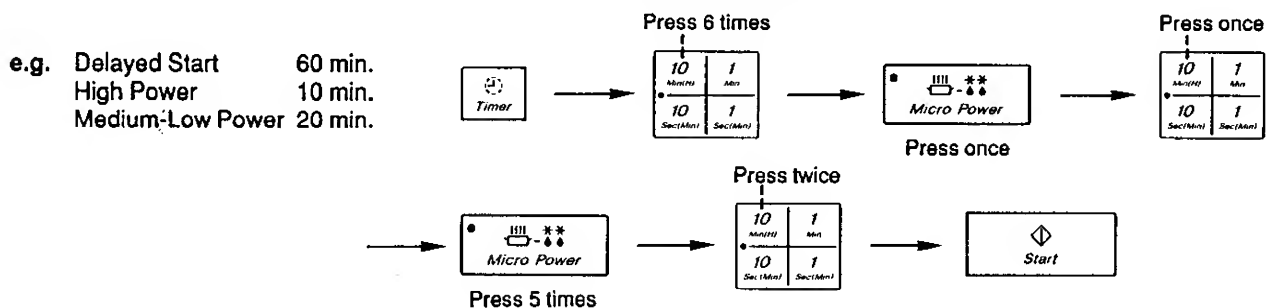 Press 6 times
Press once
e.g. Delayed Start 60 min.
High Power 10 min.
Medium-Low Power 20 min.
Timer
10 1
Min(H) Min
10 1
Sec(Min) Sec(Min)
Micro Power
Press once
10 1
Min(H) Min
10 1
Sec(Min) Sec(Min)
Press twice
Micro Power
Press 5 times
10 1
Min(H) Min
10 1
Sec(Min) Sec(Min)
Start